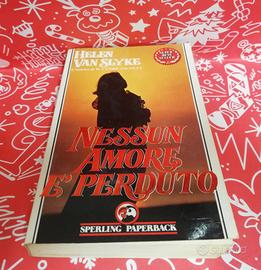 HELEN
VAN SLYKE
NESSUN
AMORE
E' PERDUTO
SPERLING PAPERBACK